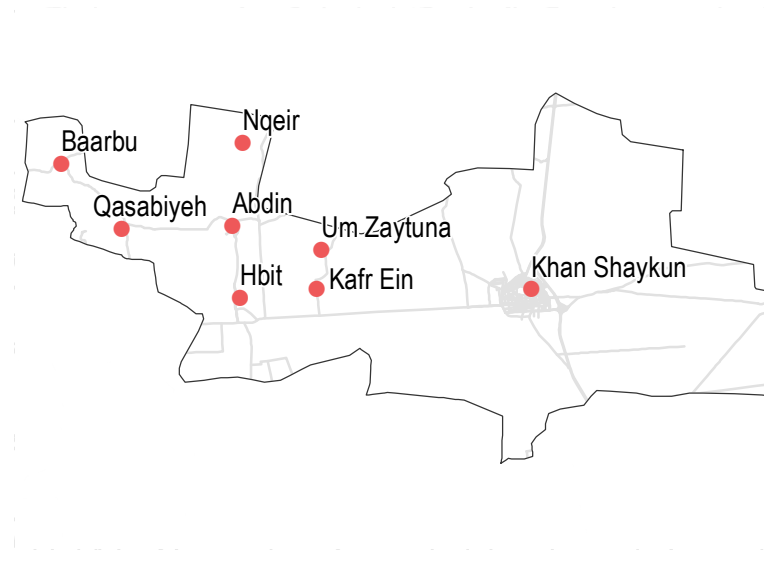 Nqeir
Baarbu
Qasabiyeh
Abdin
Um Zaytuna
Hbit
Kafr Ein
Khan Shaykun